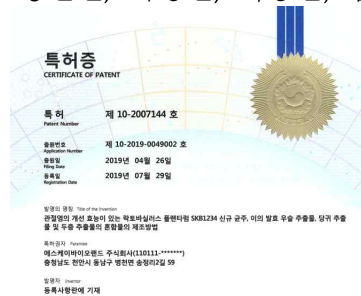 특허증
CERTIFICATE OF PATENT
특 허 제 10-2007144 호
Patent Number
출원번호 제 10-2019-0049002 호
Application Number
출원일 2019년 04월 26일
Filing Date
등록일 2019년 07월 29일
Registration Date
발명의 명칭 Title of the Invention
관절염의 개선 효능이 있는 락토바실러스 플랜타럼 SKB1234 신규 균주, 이의 발효 우슬 추출물, 당귀 추출
물 및 두충 추출물의 혼합물의 제조방법
특허권자 Patentee
에스케이바이오랜드 주식회사(110111-*******)
충청남도 천안시 동남구 병천면 송정리2길 59
발명자 Inventor
등록사항란에 기재